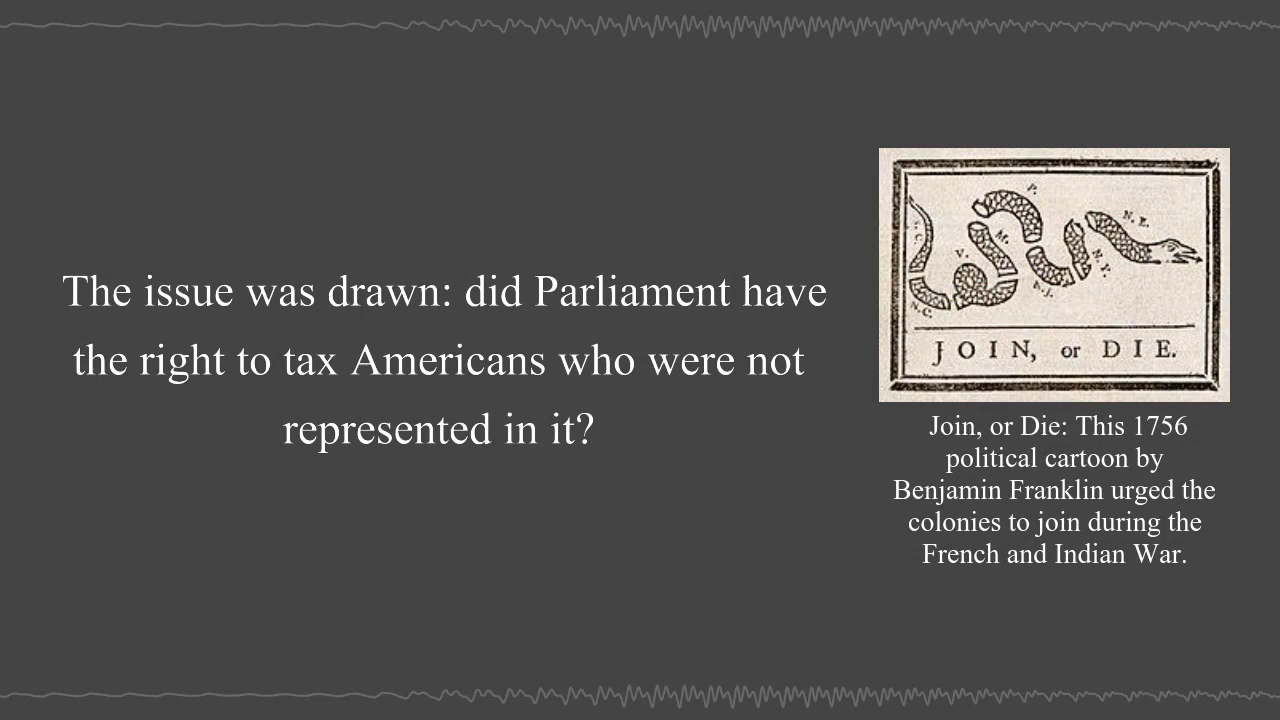 The issue was drawn: did Parliament have
the right to tax Americans who were not
represented in it?
P.
N. E.
S. C.
M.
V.
N. Y.
N. C.
JOIN, or DIE.
Join, or Die: This 1756
political cartoon by
Benjamin Franklin urged the
colonies to join during the
French and Indian War.